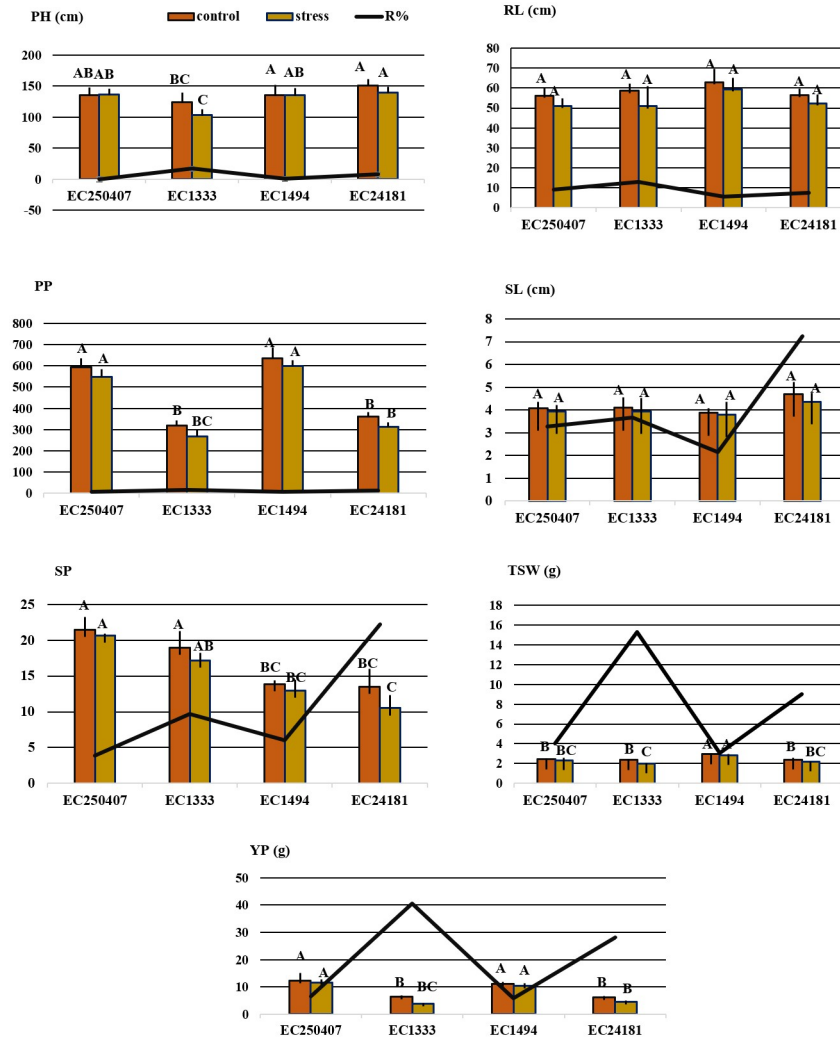 PH (cm) control stress R%
200
AB AB BC C A AB A A
150
100
50
0
-50
EC250407 EC1333 EC1494 EC24181
RL (cm)
80
70
60
50
40
30
20
10
0
A A A A A A A A
EC250407 EC1333 EC1494 EC24181
PP
800
700
600
500
400
300
200
100
0
A A B BC A A B B
EC250407 EC1333 EC1494 EC24181
SL (cm)
8
7
6
5
4
3
2
1
0
A A A A A A A A
EC250407 EC1333 EC1494 EC24181
SP
25
20
15
10
5
0
A A A AB BC BC BC C
EC250407 EC1333 EC1494 EC24181
TSW (g)
18
16
14
12
10
8
6
4
2
0
B BC B C A A B BC
EC250407 EC1333 EC1494 EC24181
YP (g)
50
40
30
20
10
0
A A B BC A A B B
EC250407 EC1333 EC1494 EC24181